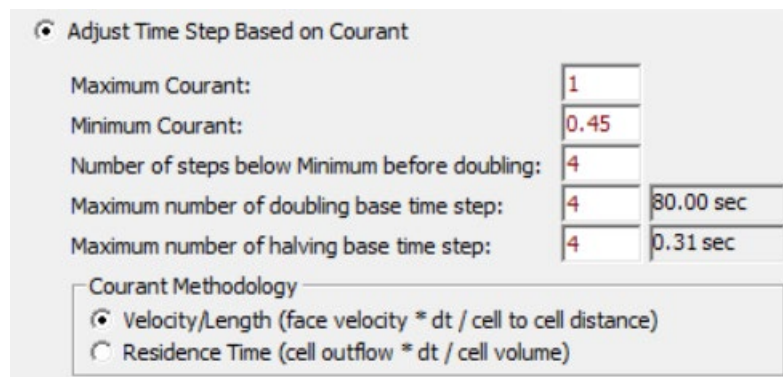 Adjust Time Step Based on Courant
Maximum Courant: 1
Minimum Courant: 0.45
Number of steps below Minimum before doubling: 4
Maximum number of doubling base time step: 4 80.00 sec
Maximum number of halving base time step: 4 0.31 sec
Courant Methodology
Velocity/Length (face velocity * dt / cell to cell distance)
Residence Time (cell outflow * dt / cell volume)